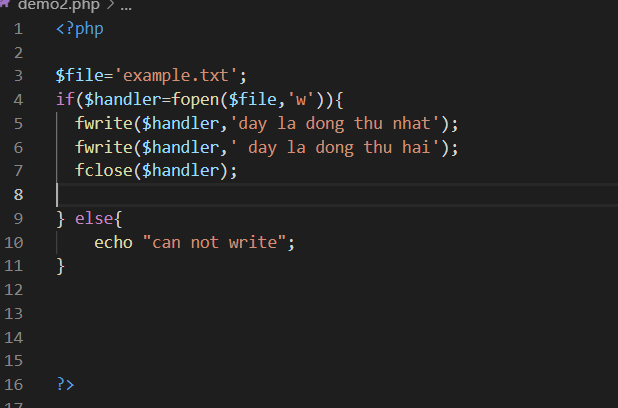 demo2.php > ...
1 <?php
2
3 $file='example.txt';
4 if($handler=fopen($file,'w')){
5 fwrite($handler,'day la dong thu nhat');
6 fwrite($handler,' day la dong thu hai');
7 fclose($handler);
8
9 } else{
10 echo "can not write";
11 }
12
13
14
15
16 ?>
17